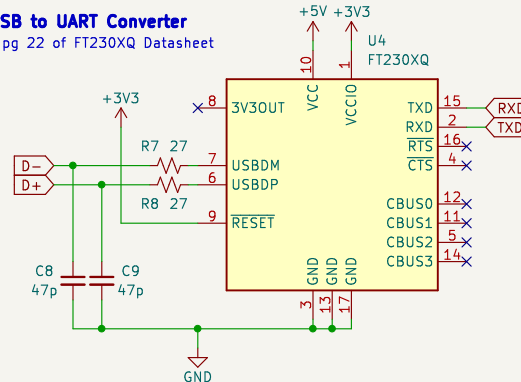 SB to UART Converter
pg 22 of FT230XQ Datasheet
+5V +3V3
U4
FT230XQ
+3V3
10
1
VCC
VCCIO
8
3V3OUT
TXD
15
RXD
RXD
2
TXD
RTS
16
CTS
4
R7 27
D-
7
USBDM
D+
6
USBDP
R8 27
9
RESET
CBUS0
12
CBUS1
11
CBUS2
5
CBUS3
14
C8
47p
C9
47p
GND
GND
GND
3
13
17
GND